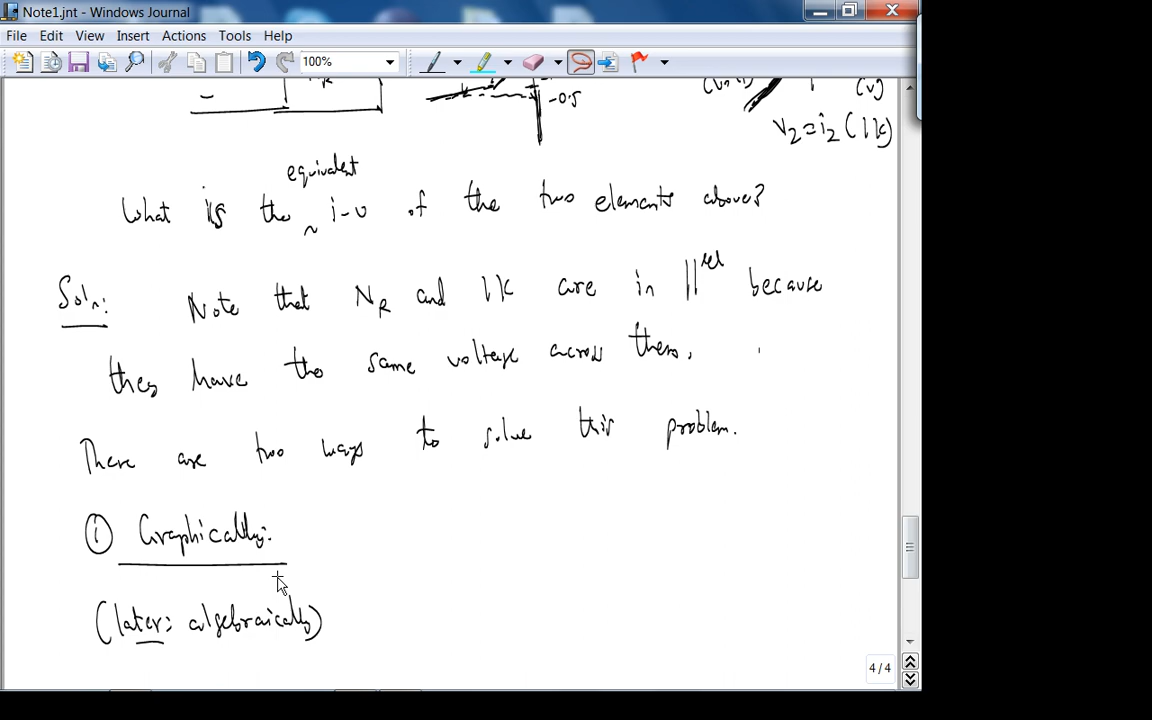 Note1.jnt - Windows Journal
File Edit View Insert Actions Tools Help
100%
-0.5
(v)
v2 = i2 (1k)
equivalent
What is the i-v of the two elements above?
Soln: Note that NR and 1k are in ||el because
they have the same voltage across them.
There are two ways to solve this problem.
① Graphically:
(later: algebraically)
4/4